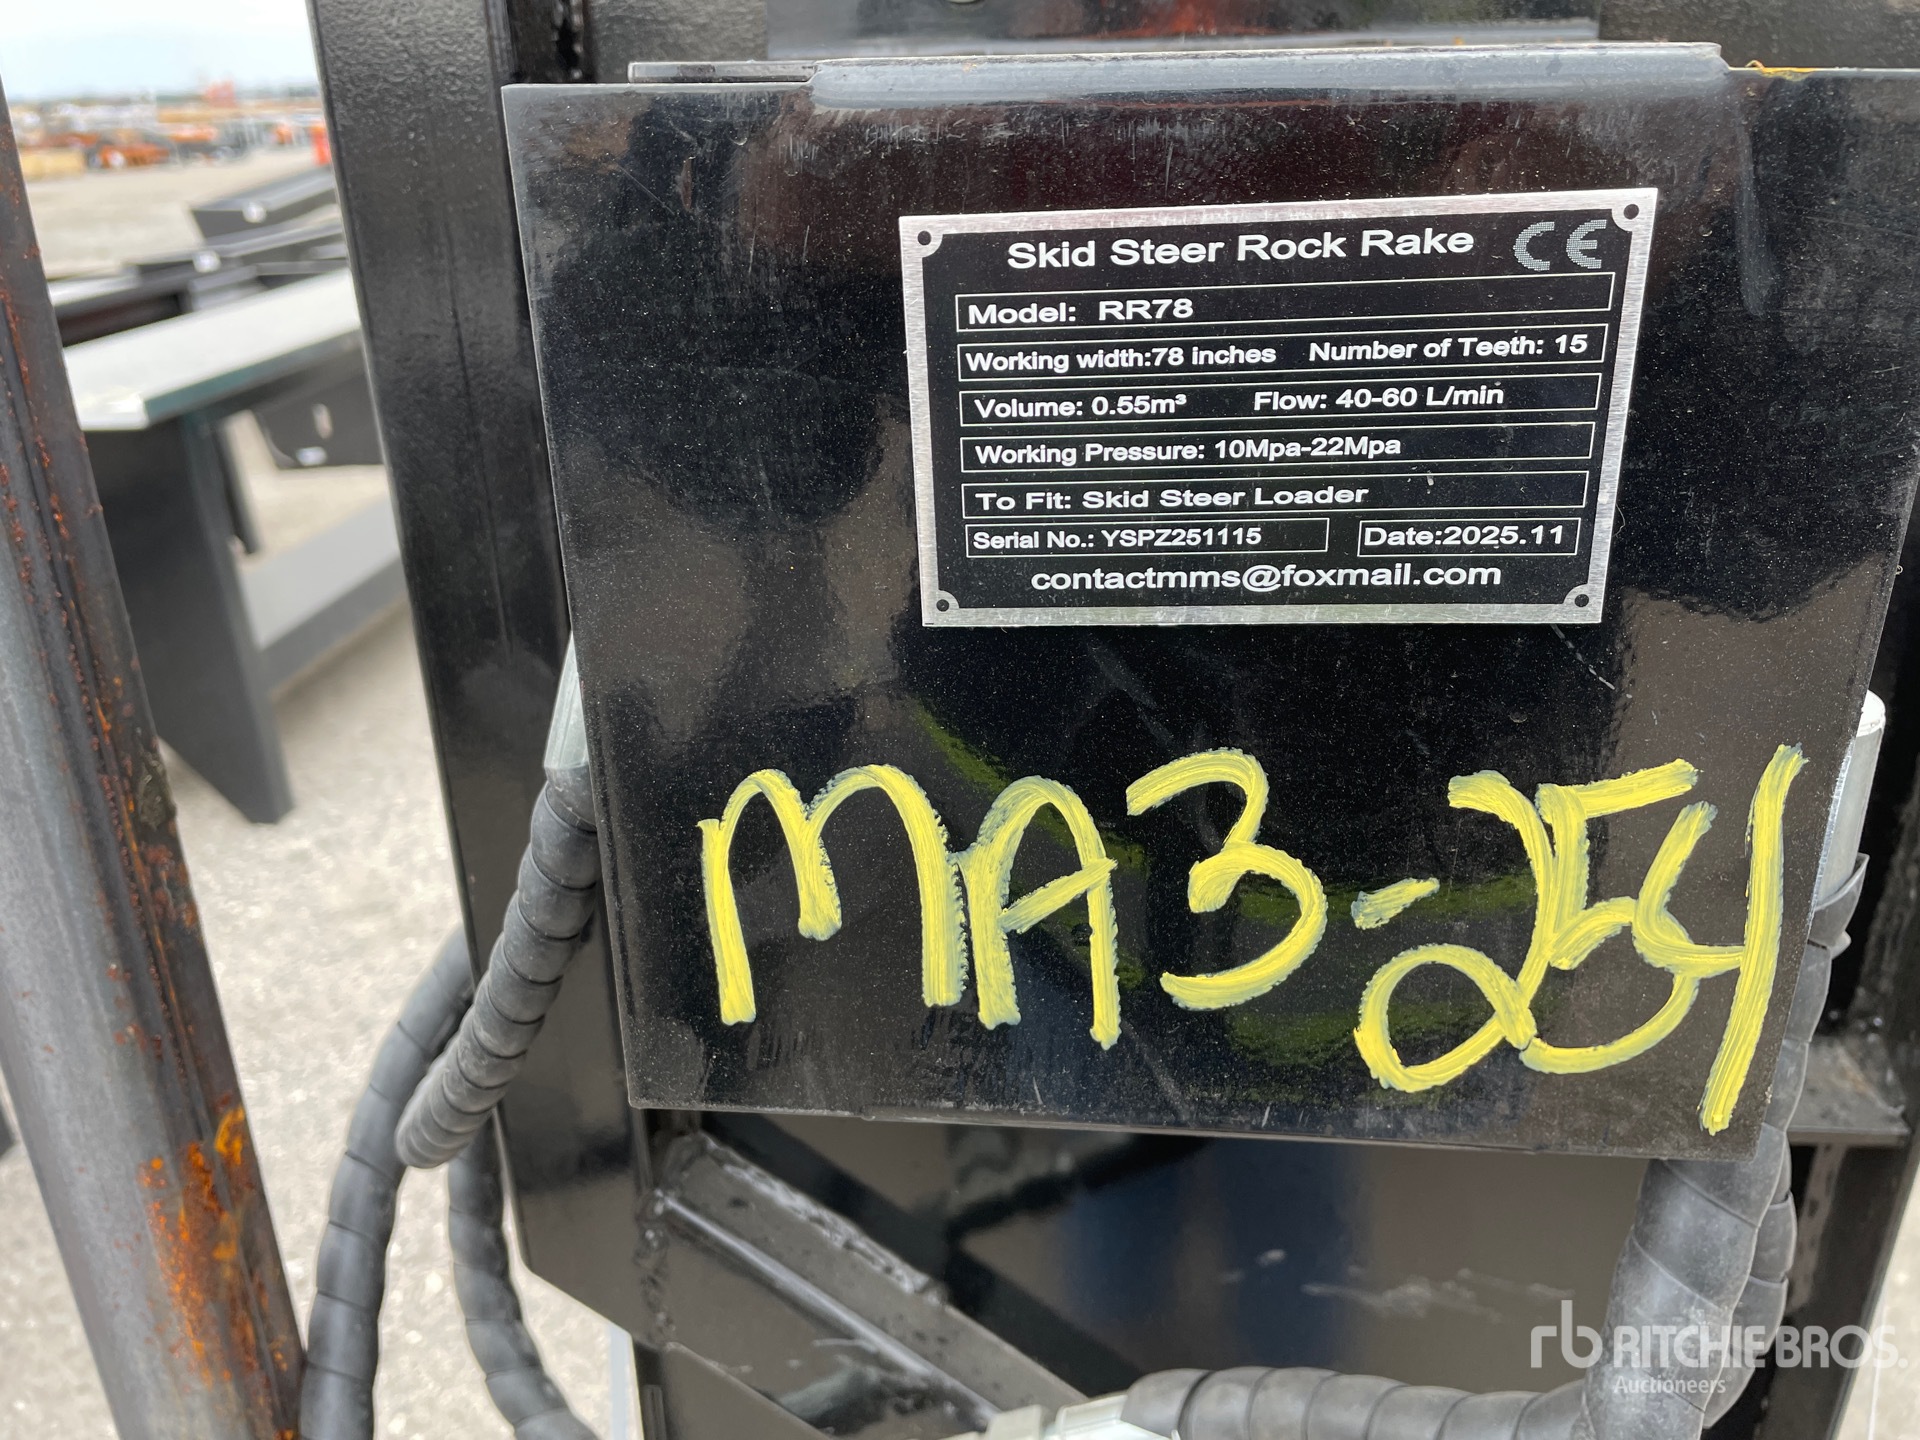 Skid Steer Rock Rake CE
Model: RR78
Working width:78 inches Number of Teeth: 15
Volume: 0.55m³ Flow: 40-60 L/min
Working Pressure: 10Mpa-22Mpa
To Fit: Skid Steer Loader
Serial No.: YSPZ251115 Date:2025.11
contactmms@foxmail.com
MA3-254
rb RITCHIE BROS.
Auctioneers